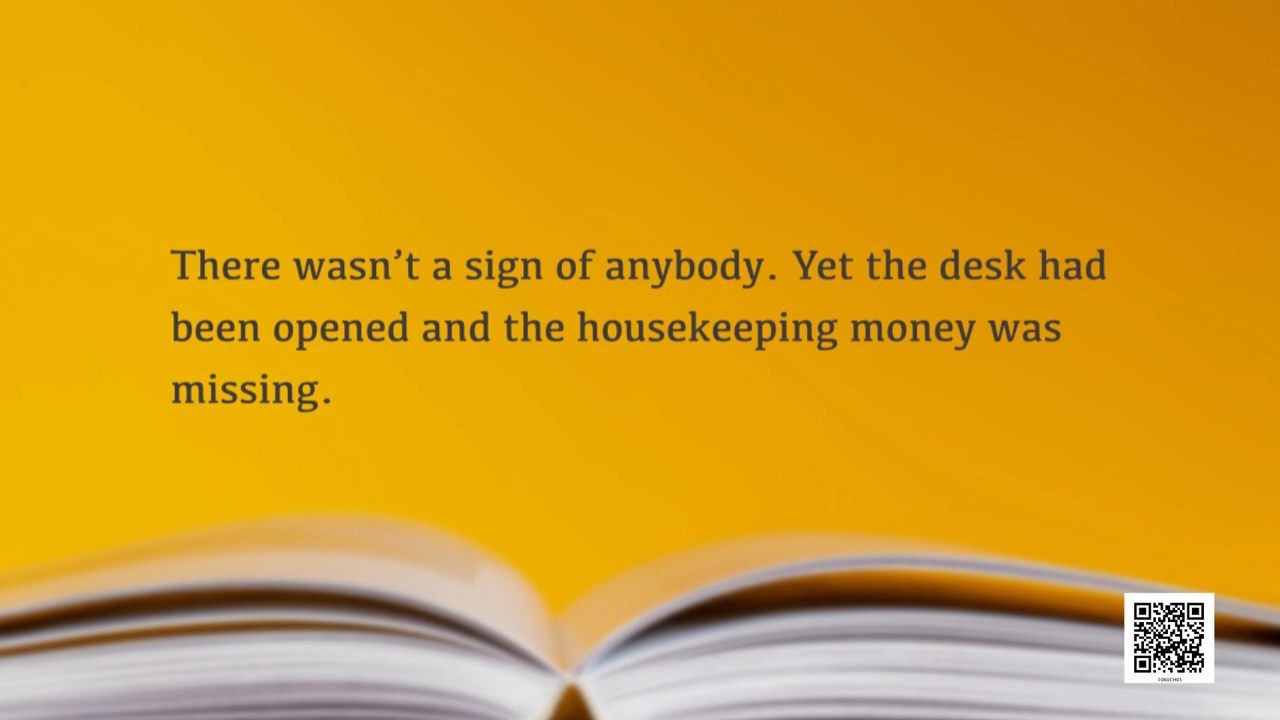 There wasn’t a sign of anybody. Yet the desk had
been opened and the housekeeping money was
missing.